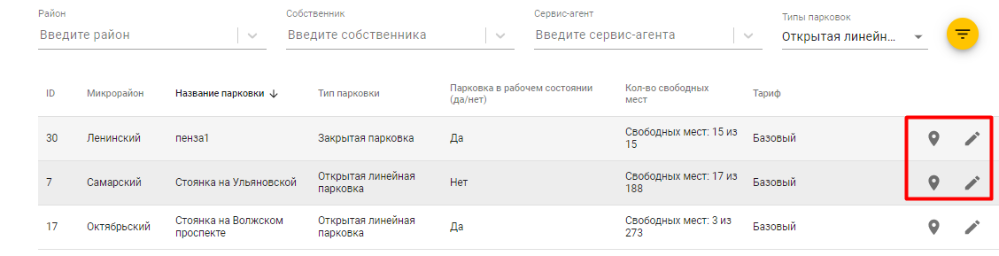 Район
Собственник
Сервис-агент
Типы парковок
Введите район
Введите собственника
Введите сервис-агента
Открытая линейн...
ID
Микрорайон
Название парковки
Тип парковки
Парковка в рабочем состоянии
(да/нет)
Кол-во свободных
мест
Тариф
30
Ленинский
пенза1
Закрытая парковка
Да
Свободных мест: 15 из
15
Базовый
7
Самарский
Стоянка на Ульяновской
Открытая линейная
парковка
Нет
Свободных мест: 17 из
188
Базовый
17
Октябрьский
Стоянка на Волжском
проспекте
Открытая линейная
парковка
Да
Свободных мест: 3 из
273
Базовый